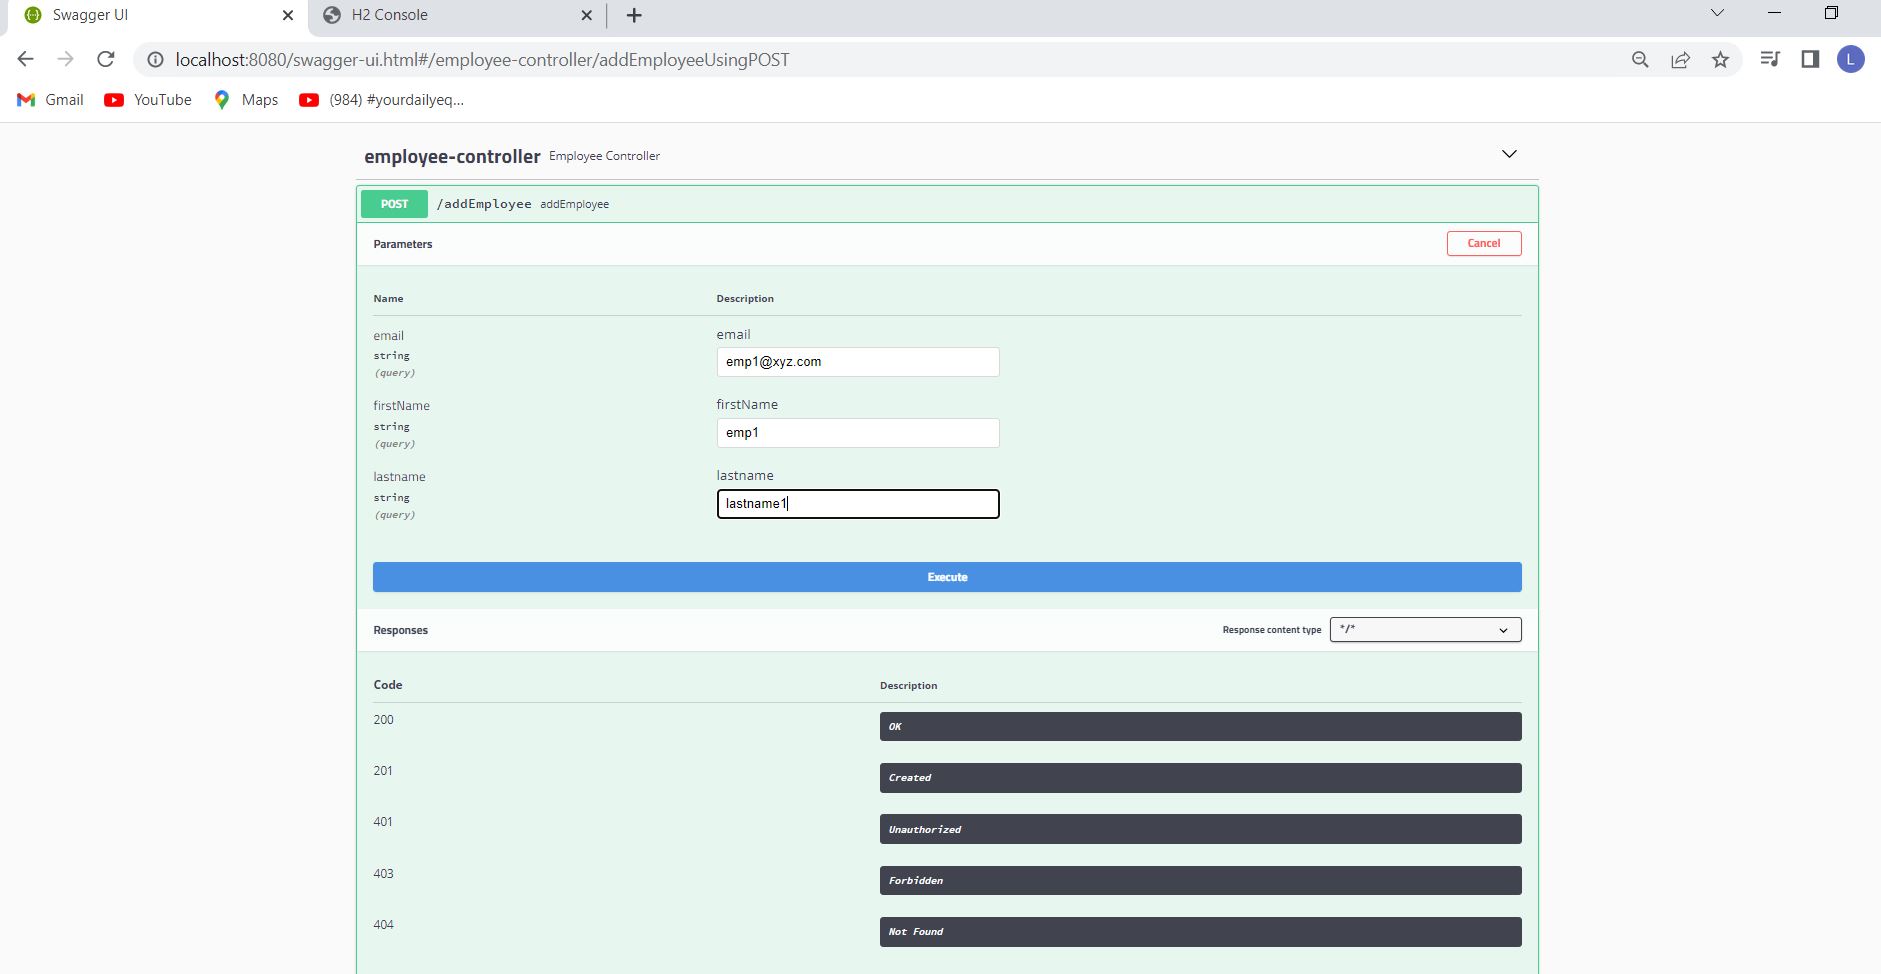 Swagger UI
H2 Console
localhost:8080/swagger-ui.html#/employee-controller/addEmployeeUsingPOST
L
Gmail
YouTube
Maps
(984) #yourdailyeq...
employee-controller Employee Controller
POST /addEmployee addEmployee
Parameters
Cancel
Name Description
email
string
(query)
email
emp1@xyz.com
firstName
string
(query)
firstName
emp1
lastname
string
(query)
lastname
lastname1
Execute
Responses
Response content type */*
Code Description
200 OK
201 Created
401 Unauthorized
403 Forbidden
404 Not Found